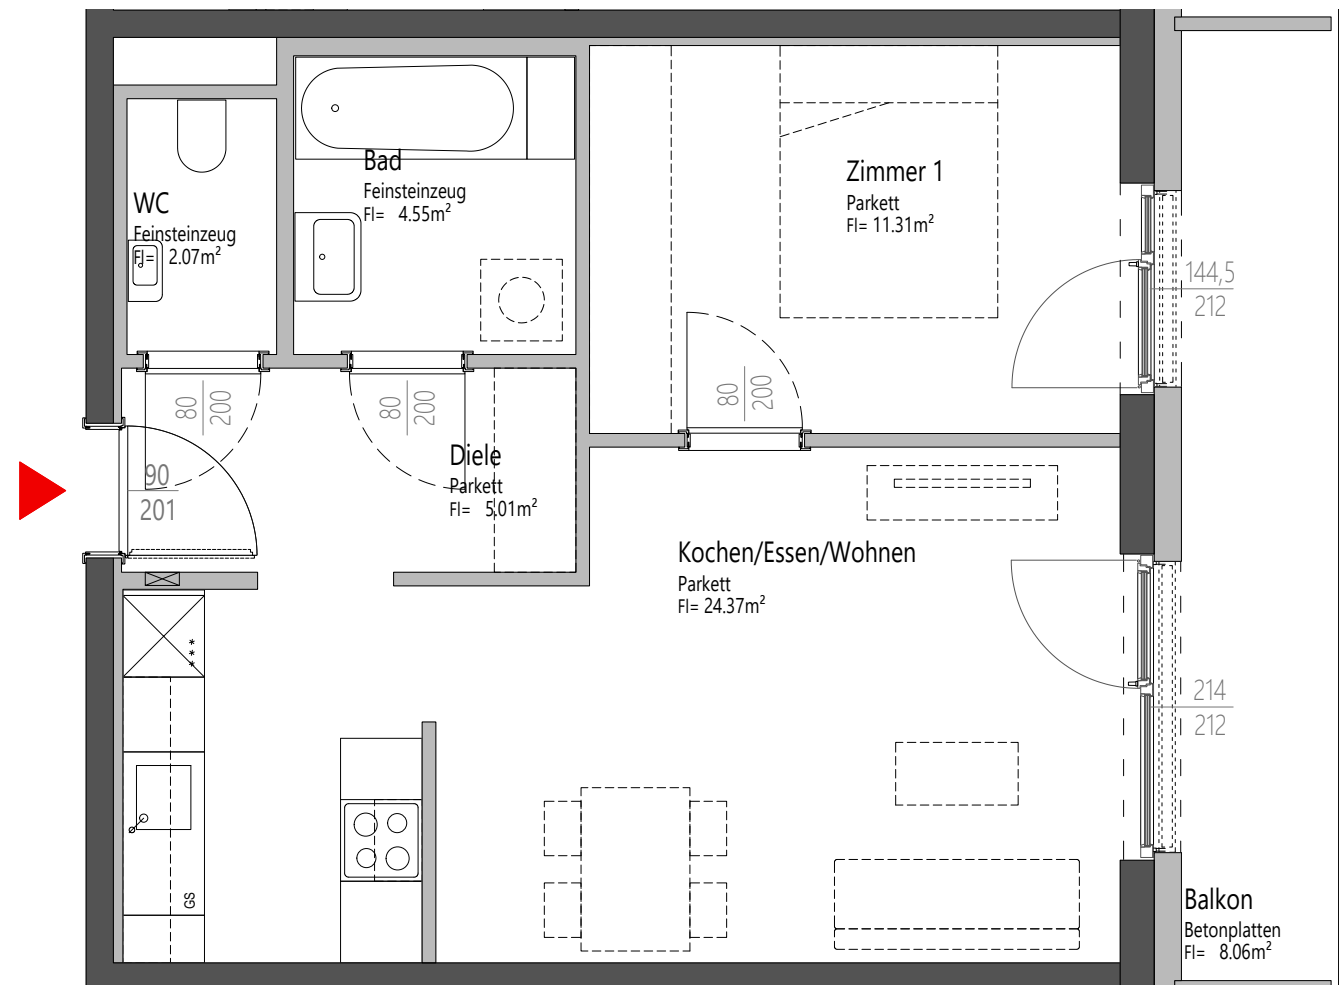 WC
Feinsteinzeug
Fl= 2.07m²
Bad
Feinsteinzeug
Fl= 4.55m²
Zimmer 1
Parkett
Fl= 11.31m²
144,5
212
80
200
80
200
80
200
90
201
Diele
Parkett
Fl= 5.01m²
Kochen/Essen/Wohnen
Parkett
Fl= 24.37m²
***
214
212
GS
Balkon
Betonplatten
Fl= 8.06m²